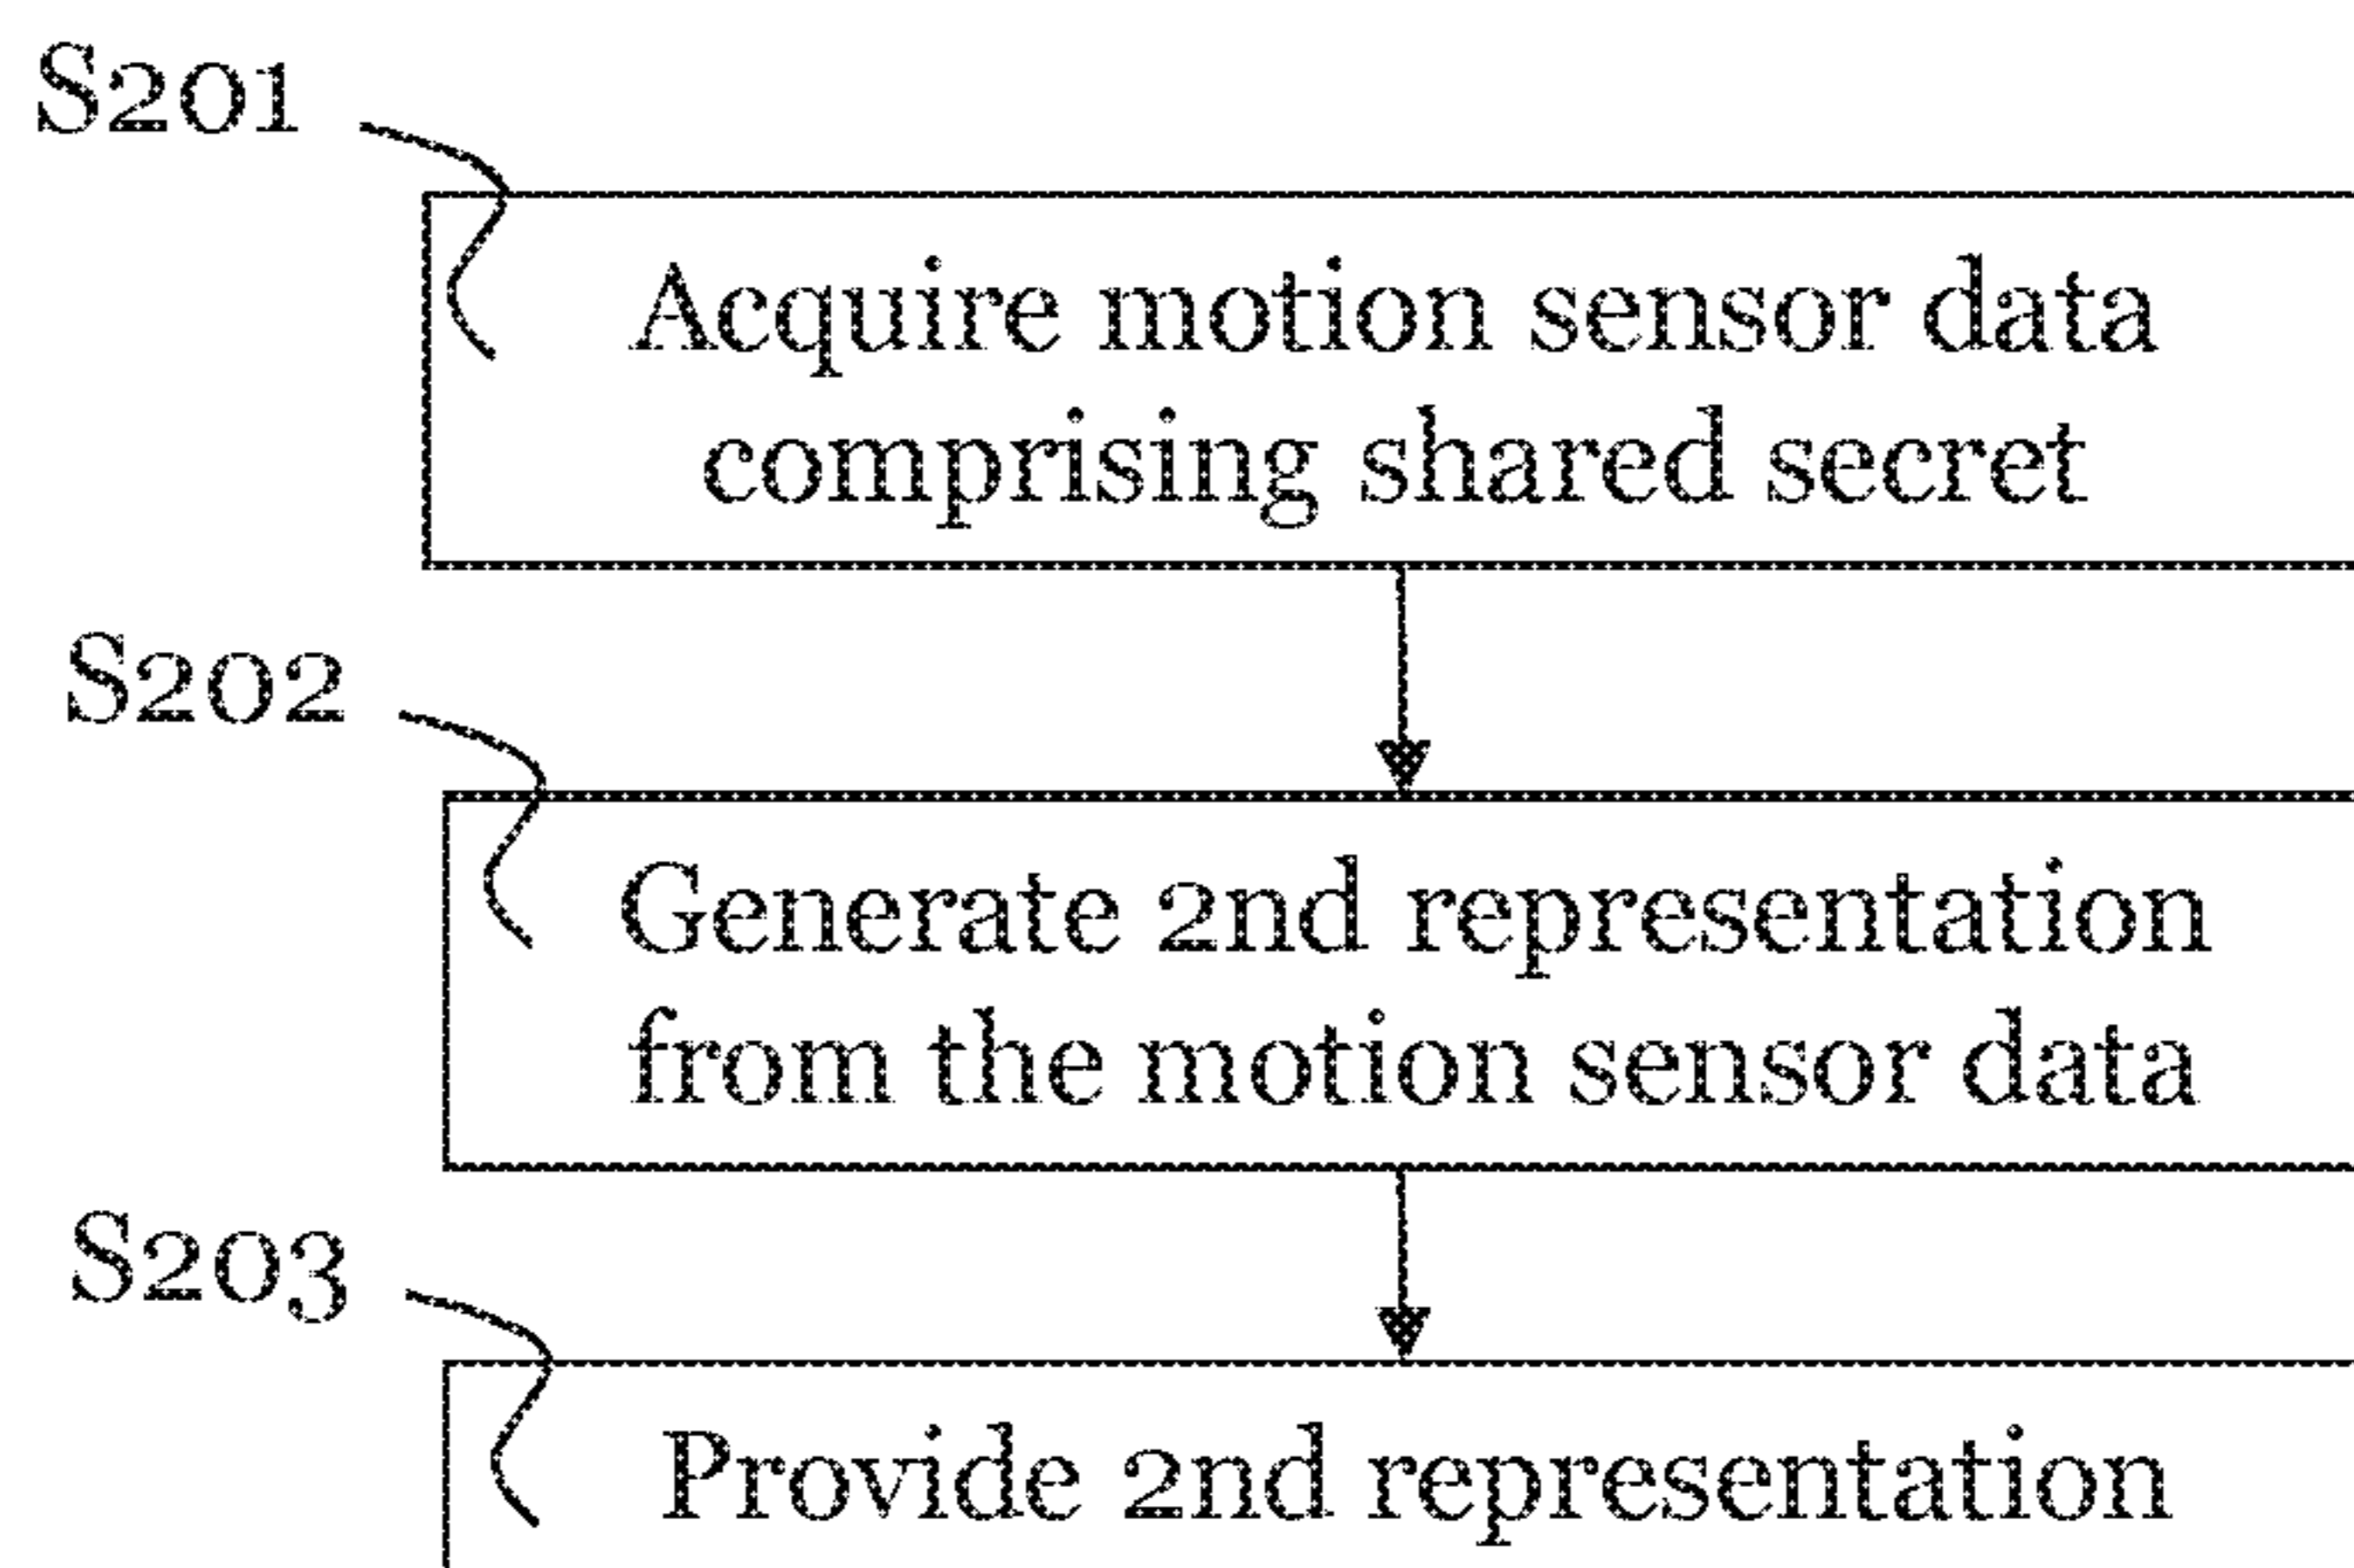 S201
Acquire motion sensor data
comprising shared secret
S202
Generate 2nd representation
from the motion sensor data
S203
Provide 2nd representation